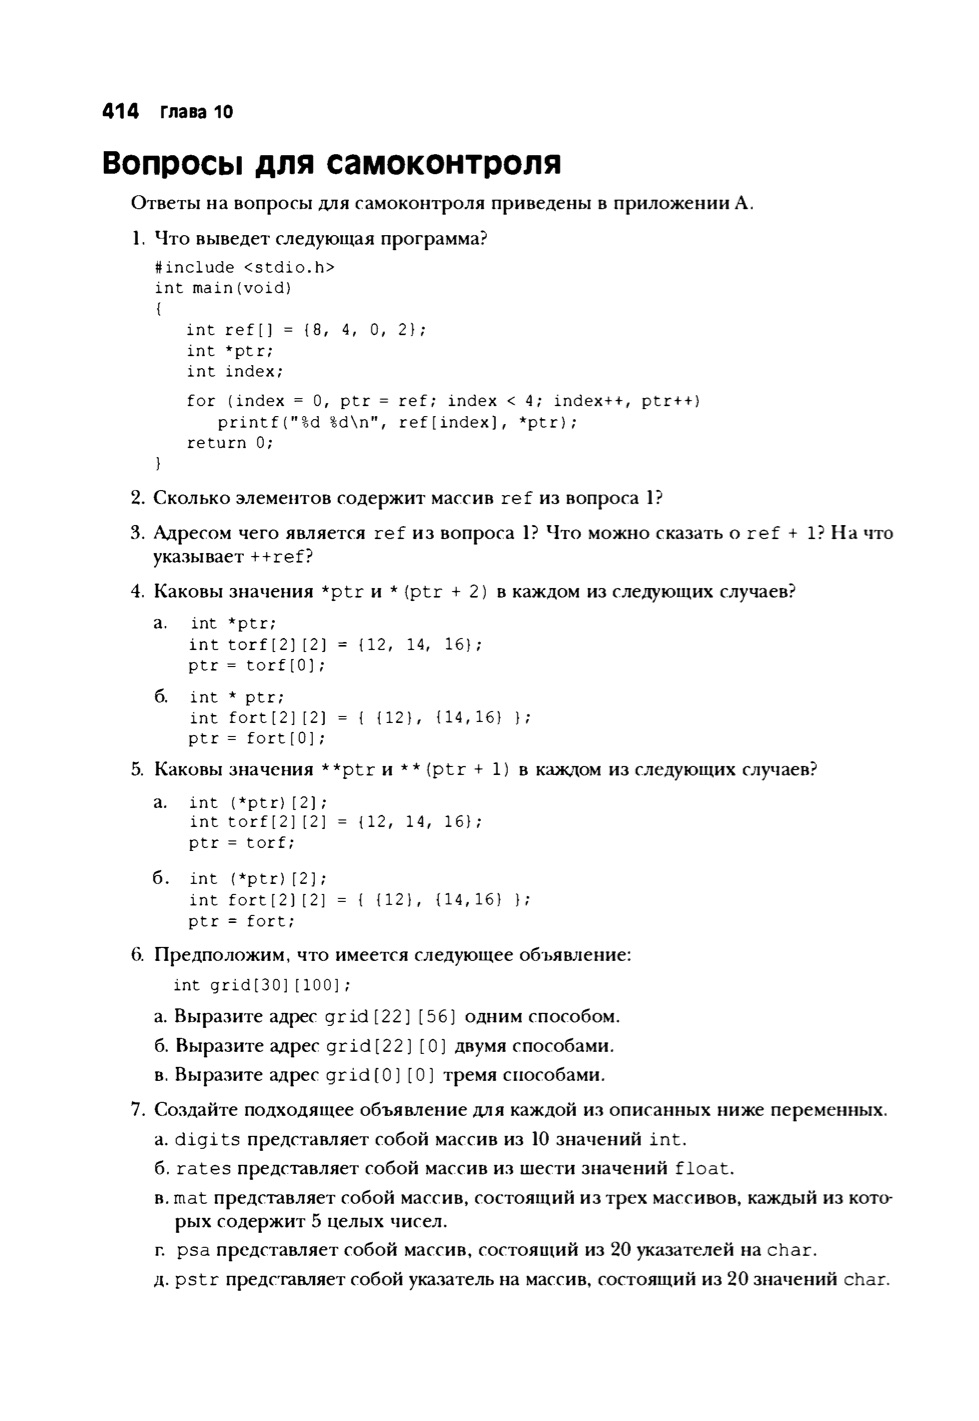 414 Глава 10
Вопросы для самоконтроля
Ответы на вопросы для самоконтроля приведены в приложении А.
1. Что выведет следующая программа?
#include <stdio.h>
int main(void)
{
int ref[] = {8, 4, 0, 2};
int *ptr;
int index;
for (index = 0, ptr = ref; index < 4; index++, ptr++)
printf("%d %d\n", ref[index], *ptr);
return 0;
}
2. Сколько элементов содержит массив ref из вопроса 1?
3. Адресом чего является ref из вопроса 1? Что можно сказать о ref + 1? На что
указывает ++ref?
4. Каковы значения *ptr и *(ptr + 2) в каждом из следующих случаев?
а. int *ptr;
int torf[2][2] = {12, 14, 16};
ptr = torf[0];
б. int * ptr;
int fort[2][2] = { {12}, {14,16} };
ptr = fort[0];
5. Каковы значения **ptr и **(ptr + 1) в каждом из следующих случаев?
а. int (*ptr)[2];
int torf[2][2] = {12, 14, 16};
ptr = torf;
б. int (*ptr)[2];
int fort[2][2] = { {12}, {14,16} };
ptr = fort;
6. Предположим, что имеется следующее объявление:
int grid[30][100];
а. Выразите адрес grid[22][56] одним способом.
б. Выразите адрес grid[22][0] двумя способами.
в. Выразите адрес grid[0][0] тремя способами.
7. Создайте подходящее объявление для каждой из описанных ниже переменных.
а. digits представляет собой массив из 10 значений int.
б. rates представляет собой массив из шести значений float.
в. mat представляет собой массив, состоящий из трех массивов, каждый из кото-
рых содержит 5 целых чисел.
г. psa представляет собой массив, состоящий из 20 указателей на char.
д. pstr представляет собой указатель на массив, состоящий из 20 значений char.